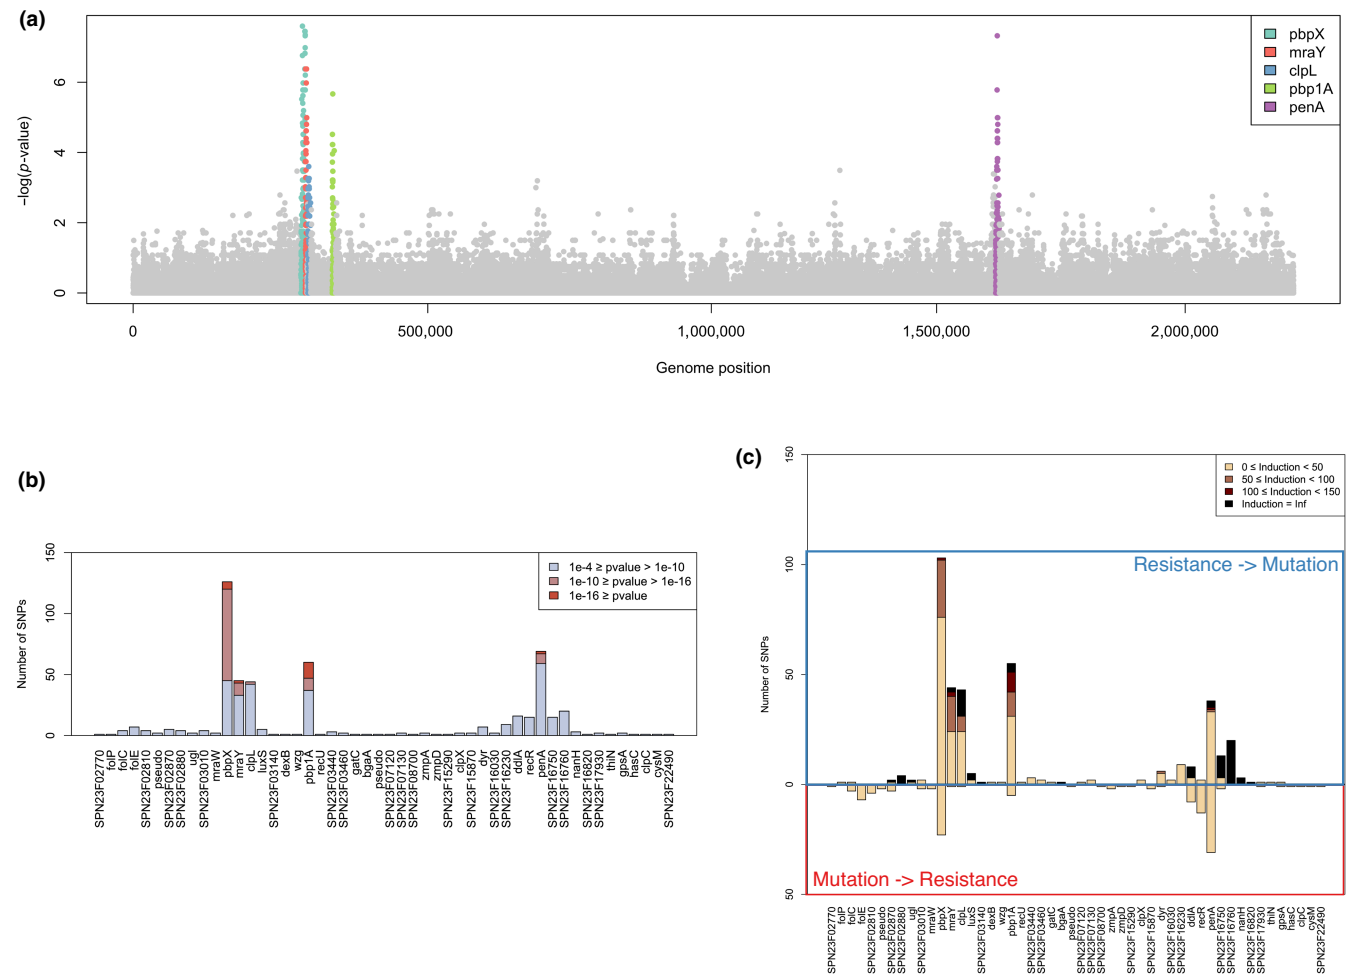 (a)
pbpX
mraY
clpL
pbp1A
penA
−log(p-value)
6
4
2
0
0
500,000
1,000,000
1,500,000
2,000,000
Genome position
(b)
150
100
50
0
Number of SNPs
1e-4 ≥ pvalue > 1e-10
1e-10 ≥ pvalue > 1e-16
1e-16 ≥ pvalue
SPN23F02770
folP
folC
folE
SPN23F02810
pseudo
SPN23F02870
SPN23F02880
ugl
SPN23F03010
mraW
pbpX
mraY
clpL
luxS
SPN23F03140
dexB
wzg
pbp1A
recU
SPN23F03440
SPN23F03460
gatC
bgaA
pseudo
SPN23F07120
SPN23F07130
SPN23F08700
zmpA
zmpD
SPN23F15290
clpX
SPN23F15870
dyr
SPN23F16030
SPN23F16230
ddlA
recR
penA
SPN23F16750
SPN23F16760
nanH
SPN23F16820
SPN23F17930
thiN
gpsA
hasC
clpC
cysM
SPN23F22490
(c)
150
100
50
0
50
Number of SNPs
0 ≤ Induction < 50
50 ≤ Induction < 100
100 ≤ Induction < 150
Induction = Inf
Resistance -> Mutation
Mutation -> Resistance
SPN23F02770
folP
folC
folE
SPN23F02810
pseudo
SPN23F02870
SPN23F02880
ugl
SPN23F03010
mraW
pbpX
mraY
clpL
luxS
SPN23F03140
dexB
wzg
pbp1A
recU
SPN23F03440
SPN23F03460
gatC
bgaA
pseudo
SPN23F07120
SPN23F07130
SPN23F08700
zmpA
zmpD
SPN23F15290
clpX
SPN23F15870
dyr
SPN23F16030
SPN23F16230
ddlA
recR
penA
SPN23F16750
SPN23F16760
nanH
SPN23F16820
SPN23F17930
thiN
gpsA
hasC
clpC
cysM
SPN23F22490